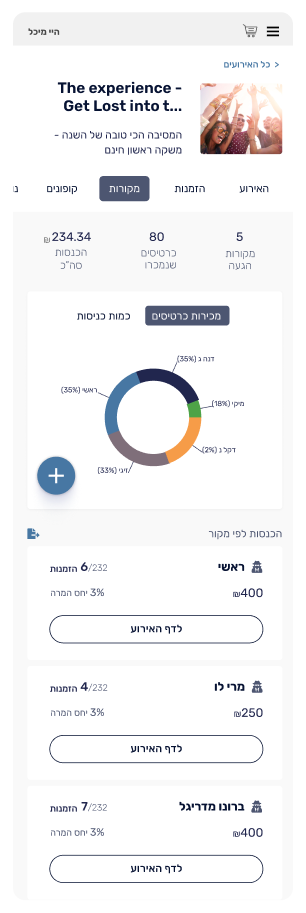 היי מיכל
< כל האירועים
The experience -
Get Lost into t...
המסיבה הכי טובה של השנה -
משקה ראשון חינם
האירוע
הזמנות
מקורות
קופונים
5
80
₪234.34
מקורות
הגעה
כרטיסים
שנמכרו
הכנסות
סה"כ
מכירות כרטיסים
כמות כניסות
דנה ג (35%)
ראשי (35%)
מיקי (18%)
דקל נ (2%)
זיגי (33%)
הכנסות לפי מקור
ראשי
6/232 הזמנות
₪400
3% יחס המרה
לדף האירוע
מרי לו
4/232 הזמנות
₪250
3% יחס המרה
לדף האירוע
ברונו מדריגל
7/232 הזמנות
₪400
3% יחס המרה
לדף האירוע